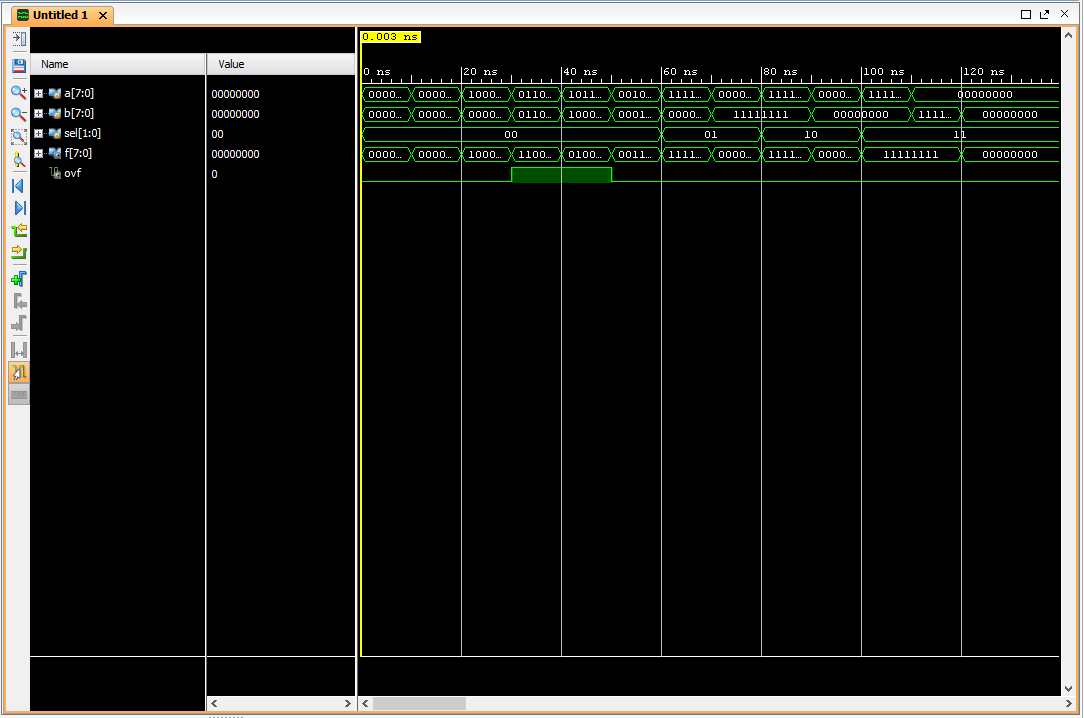 Untitled 1
0.003 ns
Name Value
0 ns 20 ns 40 ns 60 ns 80 ns 100 ns 120 ns
a[7:0] 00000000 0000... 0000... 1000... 0110... 1011... 0010... 1111... 0000... 1111... 0000... 1111... 00000000
b[7:0] 00000000 0000... 0000... 0000... 0110... 1000... 0001... 0000... 11111111 00000000 1111... 00000000
sel[1:0] 00 00 01 10 11
f[7:0] 00000000 0000... 0000... 1000... 1100... 0100... 0011... 1111... 0000... 1111... 0000... 11111111 00000000
ovf 0